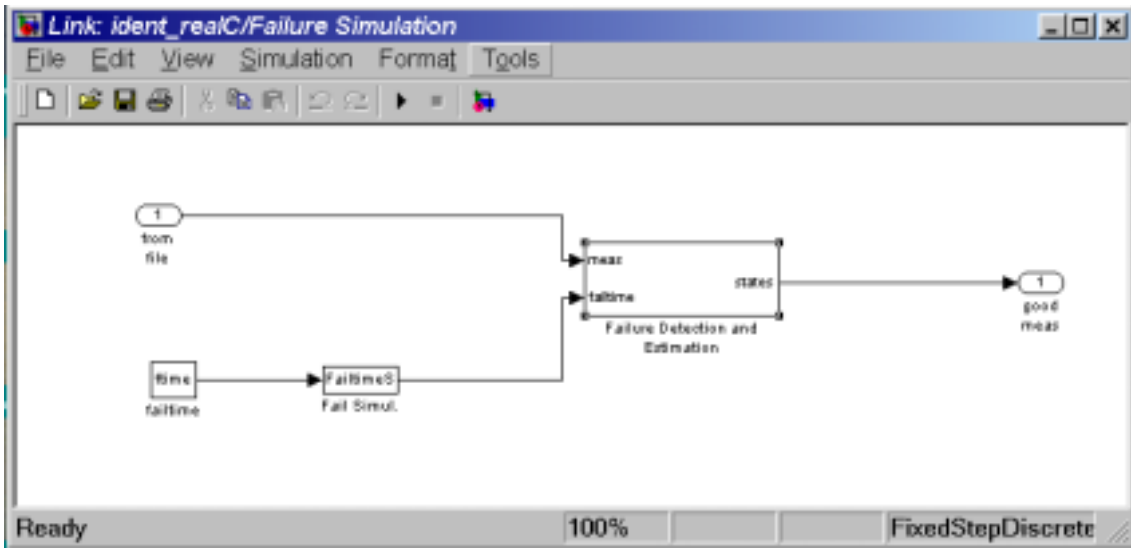 Link: ident_realC/Failure Simulation
File Edit View Simulation Format Tools
1
from
file
meas
failtime
states
Failure Detection and
Estimation
1
good
meas
ftime
failtime
FailtimeS
Fail Simul.
Ready 100% FixedStepDiscrete